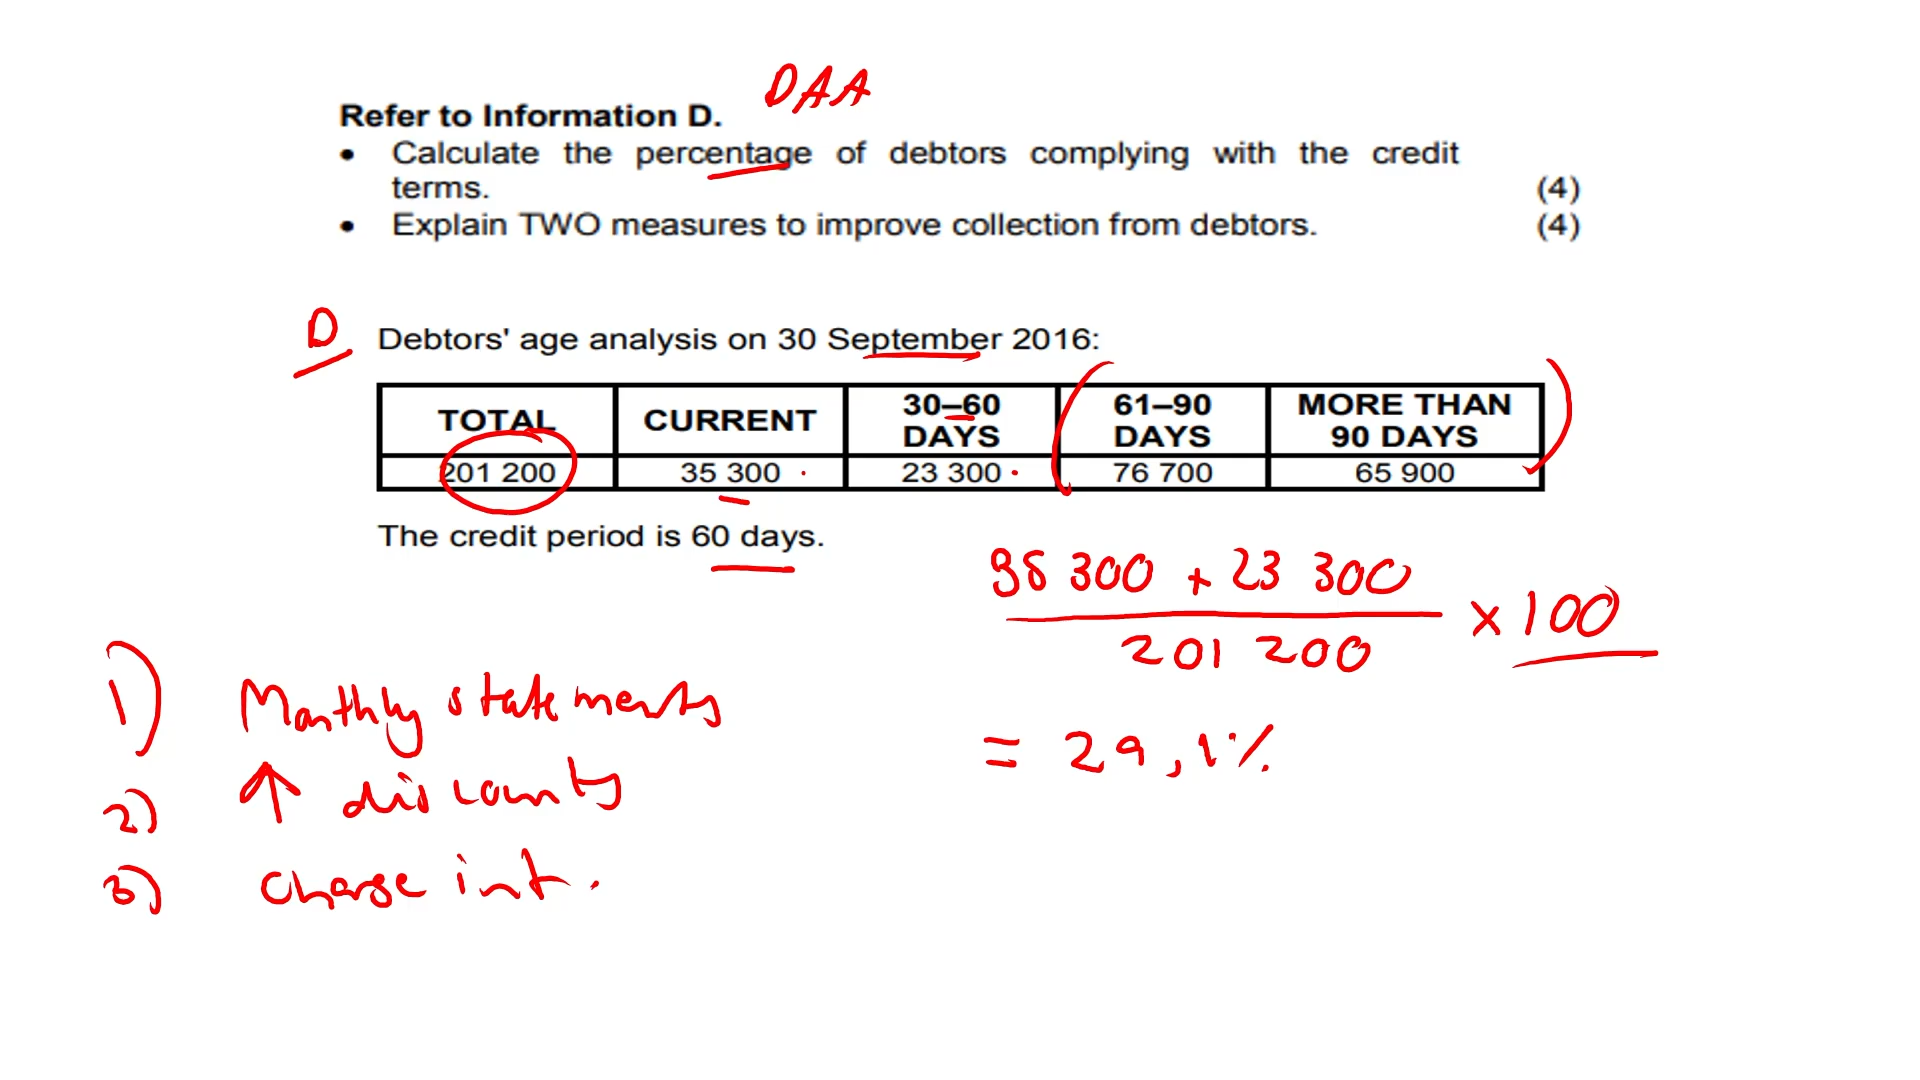 DAA
Refer to Information D.
• Calculate the percentage of debtors complying with the credit
terms. (4)
• Explain TWO measures to improve collection from debtors. (4)
D Debtors' age analysis on 30 September 2016:
TOTAL CURRENT 30–60 DAYS 61–90 DAYS MORE THAN 90 DAYS
201 200 35 300 23 300 76 700 65 900
The credit period is 60 days.
35 300 + 23 300
201 200
× 100
= 29,1%
1) Monthly statements
2) ↑ discounts
3) Charge int.